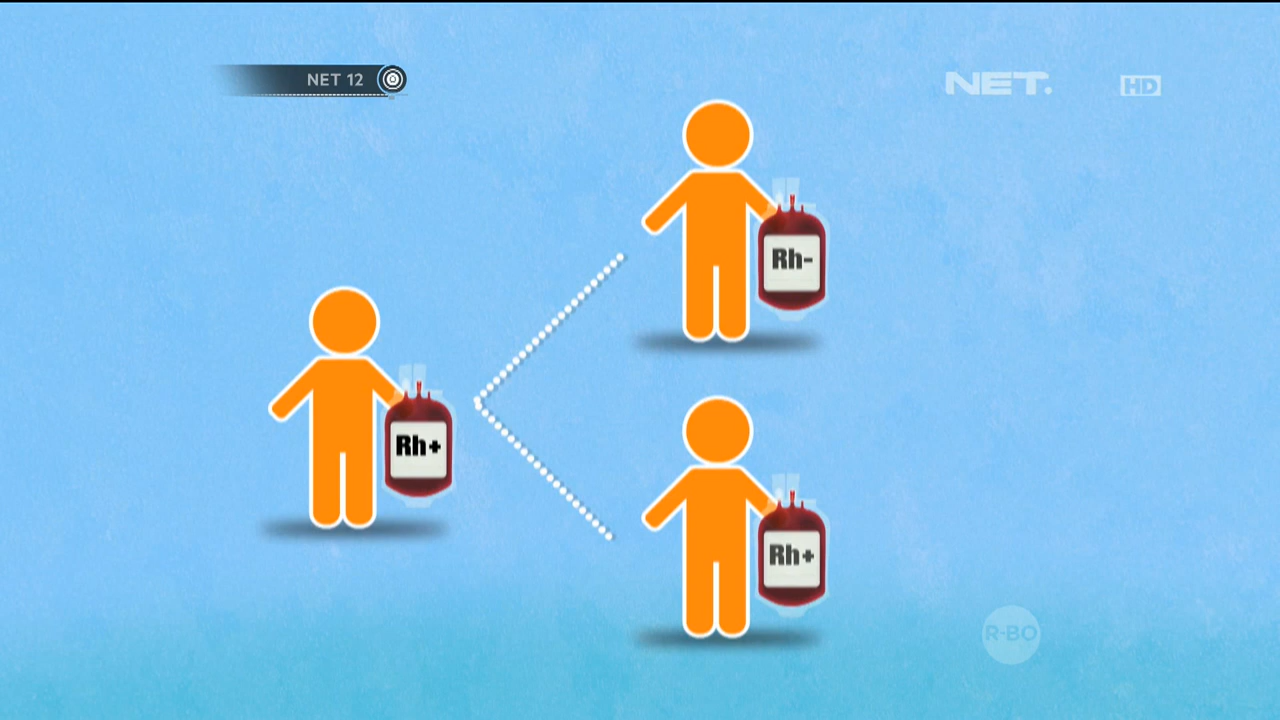 NET 12
NET.
HD
Rh-
Rh+
Rh+
R-BO